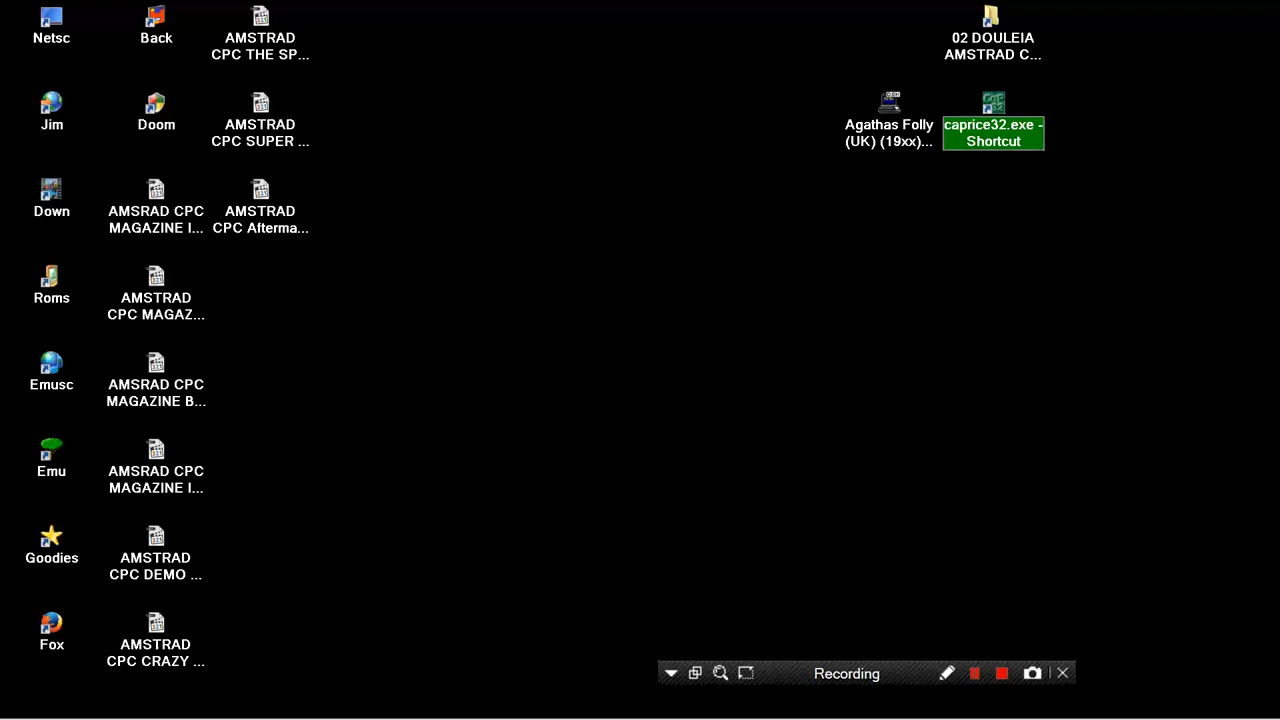 Netsc
Back
AMSTRAD
CPC THE SP...
02 DOULEIA
AMSTRAD C...
Jim
Doom
AMSTRAD
CPC SUPER ...
Agathas Folly
(UK) (19xx)...
caprice32.exe -
Shortcut
Down
AMSRAD CPC
MAGAZINE I...
AMSTRAD
CPC Afterma...
Roms
AMSTRAD
CPC MAGAZ...
Emusc
AMSRAD CPC
MAGAZINE B...
Emu
AMSRAD CPC
MAGAZINE I...
Goodies
AMSTRAD
CPC DEMO ...
Fox
AMSTRAD
CPC CRAZY ...
Recording